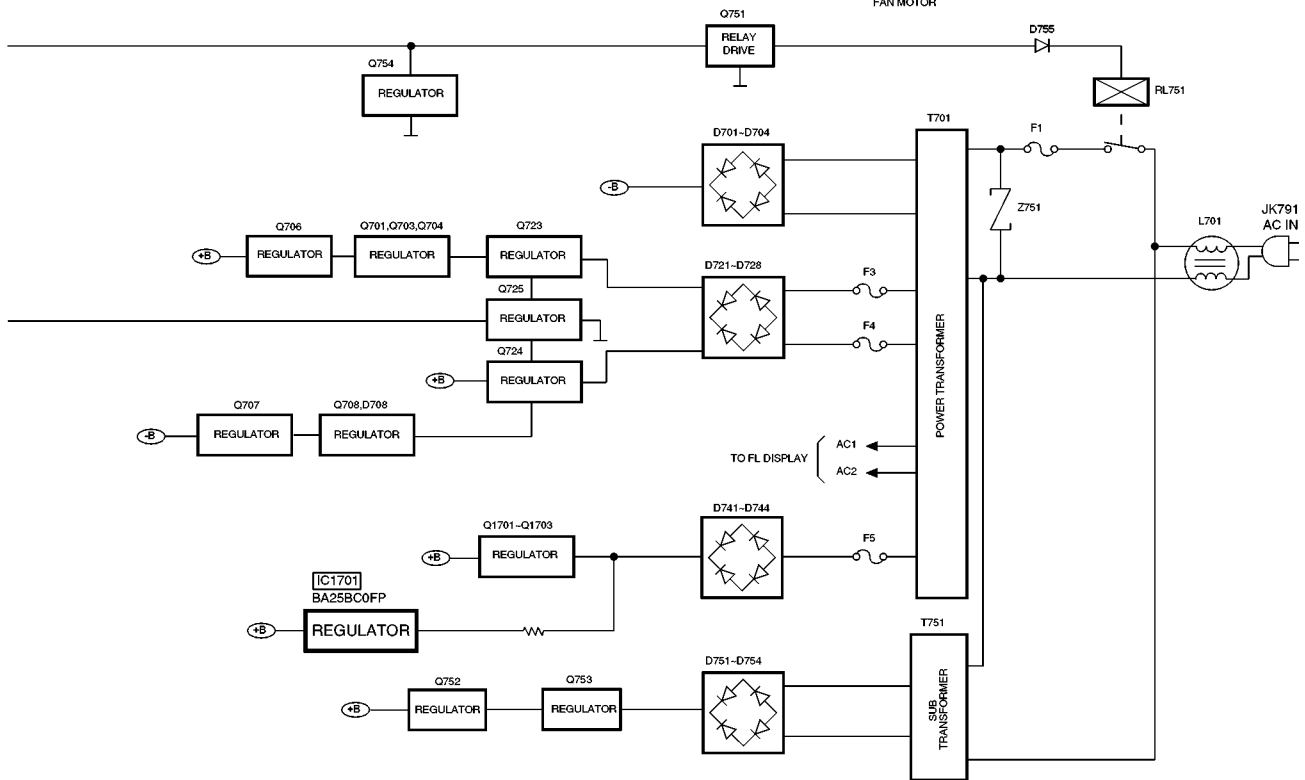 FAN MOTOR
Q751
RELAY
DRIVE
D755
Q754
REGULATOR
RL751
T701
F1
D701~D704
-B
Z751
JK791
AC IN
L701
Q706
REGULATOR
Q701,Q703,Q704
REGULATOR
Q723
REGULATOR
+B
D721~D728
F3
Q725
REGULATOR
F4
Q724
REGULATOR
+B
POWER TRANSFORMER
Q707
REGULATOR
Q708,D708
REGULATOR
-B
TO FL DISPLAY
AC1
AC2
D741~D744
Q1701~Q1703
REGULATOR
+B
F5
IC1701
BA25BC0FP
REGULATOR
+B
T751
SUB
TRANSFORMER
D751~D754
Q752
REGULATOR
Q753
REGULATOR
+B